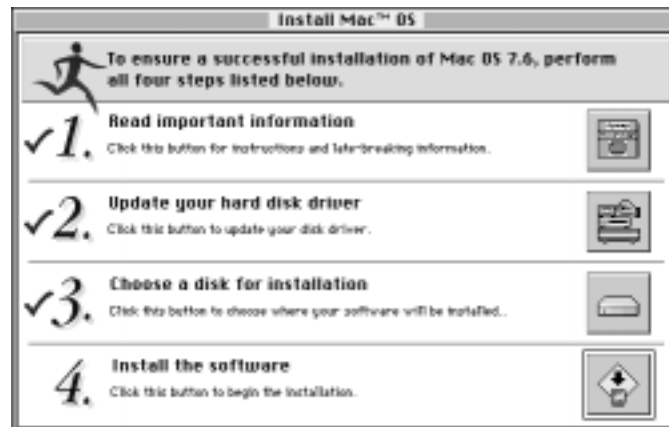 Install Mac™ OS
To ensure a successful installation of Mac OS 7.6, perform
all four steps listed below.
1. Read important information
Click this button for instructions and late-breaking information.
2. Update your hard disk driver
Click this button to update your disk driver.
3. Choose a disk for installation
Click this button to choose where your software will be installed..
4. Install the software
Click this button to begin the installation.